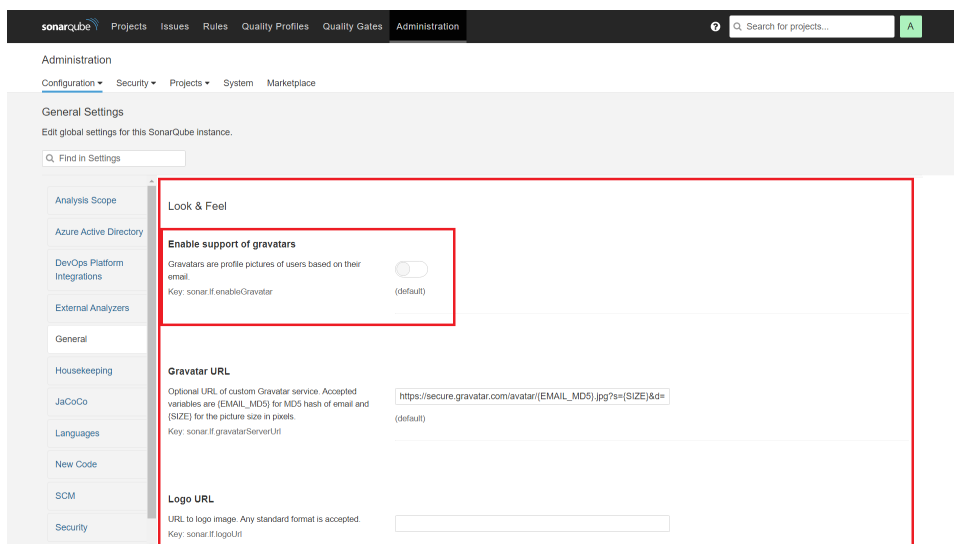 sonarqube Projects Issues Rules Quality Profiles Quality Gates Administration ? Search for projects... A
Administration
Configuration Security Projects System Marketplace
General Settings
Edit global settings for this SonarQube instance.
Find in Settings
Analysis Scope
Azure Active Directory
DevOps Platform
Integrations
External Analyzers
General
Housekeeping
JaCoCo
Languages
New Code
SCM
Security
Look & Feel
Enable support of gravatars
Gravatars are profile pictures of users based on their
email.
Key: sonar.lf.enableGravatar
(default)
Gravatar URL
Optional URL of custom Gravatar service. Accepted
variables are {EMAIL_MD5} for MD5 hash of email and
{SIZE} for the picture size in pixels.
Key: sonar.lf.gravatarServerUrl
https://secure.gravatar.com/avatar/{EMAIL_MD5}.jpg?s={SIZE}&d=
(default)
Logo URL
URL to logo image. Any standard format is accepted.
Key: sonar.lf.logoUrl